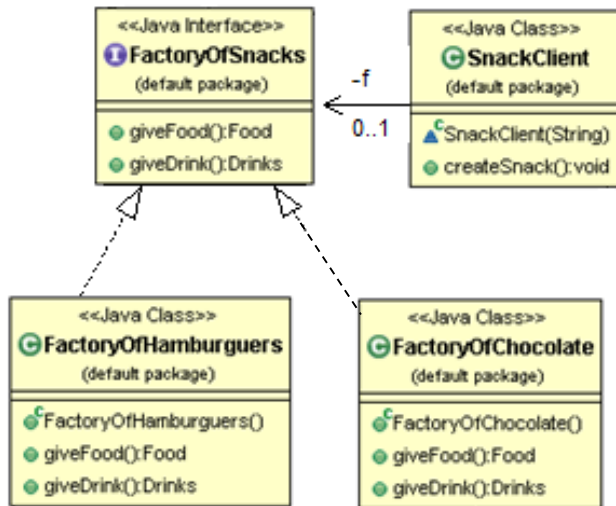 <<Java Interface>>
FactoryOfSnacks
(default package)
giveFood():Food
giveDrink():Drinks
-f
0..1
<<Java Class>>
SnackClient
(default package)
SnackClient(String)
createSnack():void
<<Java Class>>
FactoryOfHamburguers
(default package)
FactoryOfHamburguers()
giveFood():Food
giveDrink():Drinks
<<Java Class>>
FactoryOfChocolate
(default package)
FactoryOfChocolate()
giveFood():Food
giveDrink():Drinks